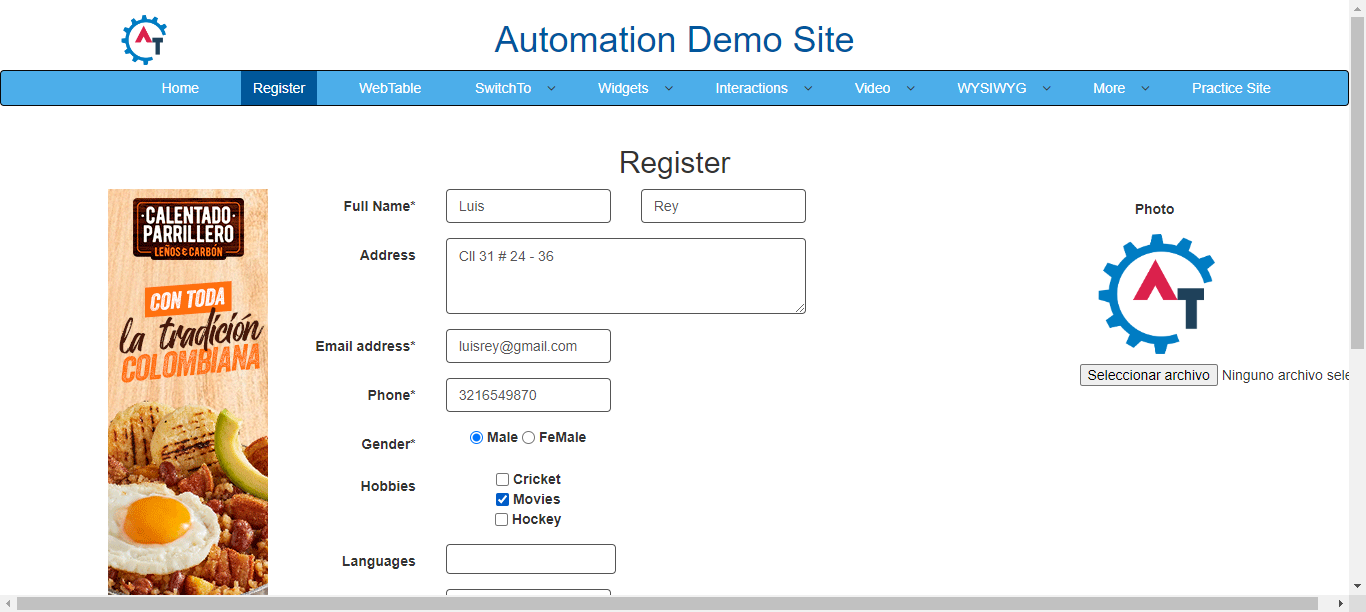 AT
Automation Demo Site
Home Register WebTable SwitchTo Widgets Interactions Video WYSIWYG More Practice Site
Register
CALENTADO
PARRILLERO
LEÑOS & CARBÓN
CON TODA
la tradición
COLOMBIANA
Full Name* Luis Rey
Address Cll 31 # 24 - 36
Email address* luisrey@gmail.com
Phone* 3216549870
Gender* Male FeMale
Hobbies Cricket
Movies
Hockey
Languages
Photo
AT
Seleccionar archivo Ninguno archivo sele